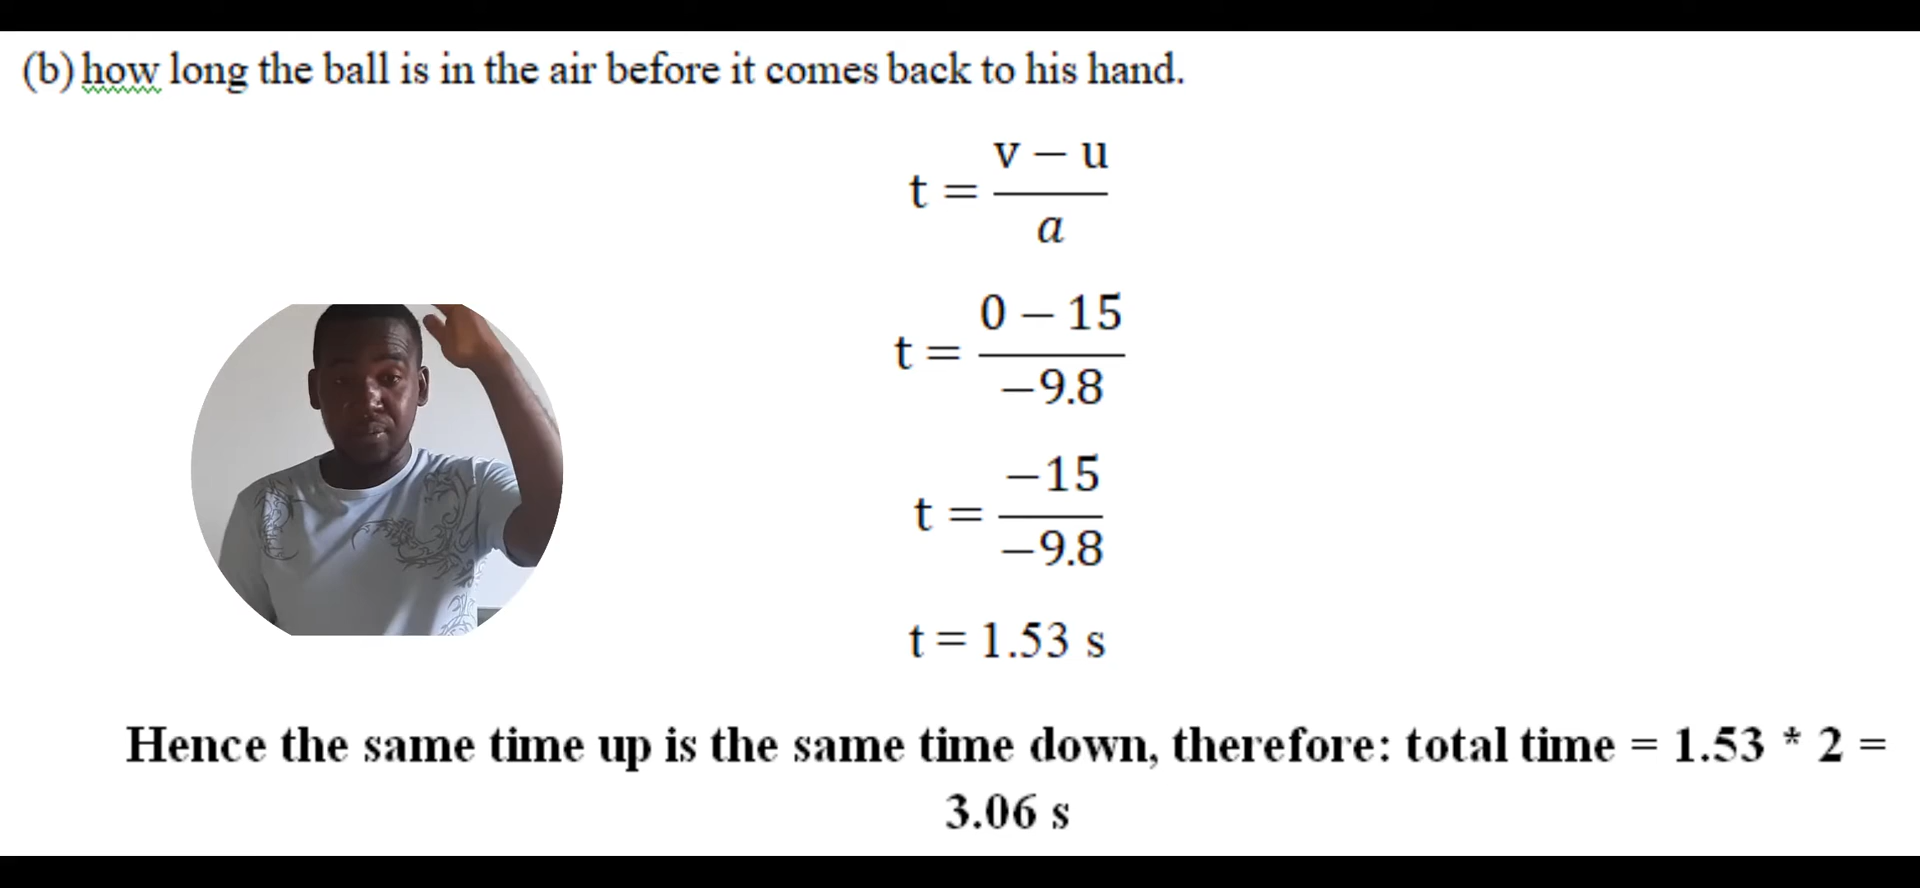 (b) how long the ball is in the air before it comes back to his hand.
t = (v − u) / a
t = (0 − 15) / −9.8
t = −15 / −9.8
t = 1.53 s
Hence the same time up is the same time down, therefore: total time = 1.53 * 2 =
3.06 s